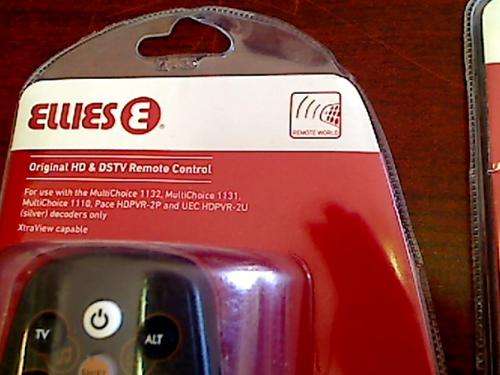 ELLIES E
REMOTE WORLD
Original HD & DSTV Remote Control
For use with the MultiChoice 1132, MultiChoice 1131,
MultiChoice 1110, Pace HDPVR-2P and UEC HDPVR-2U
(silver) decoders only
XtraView capable
TV
ALT